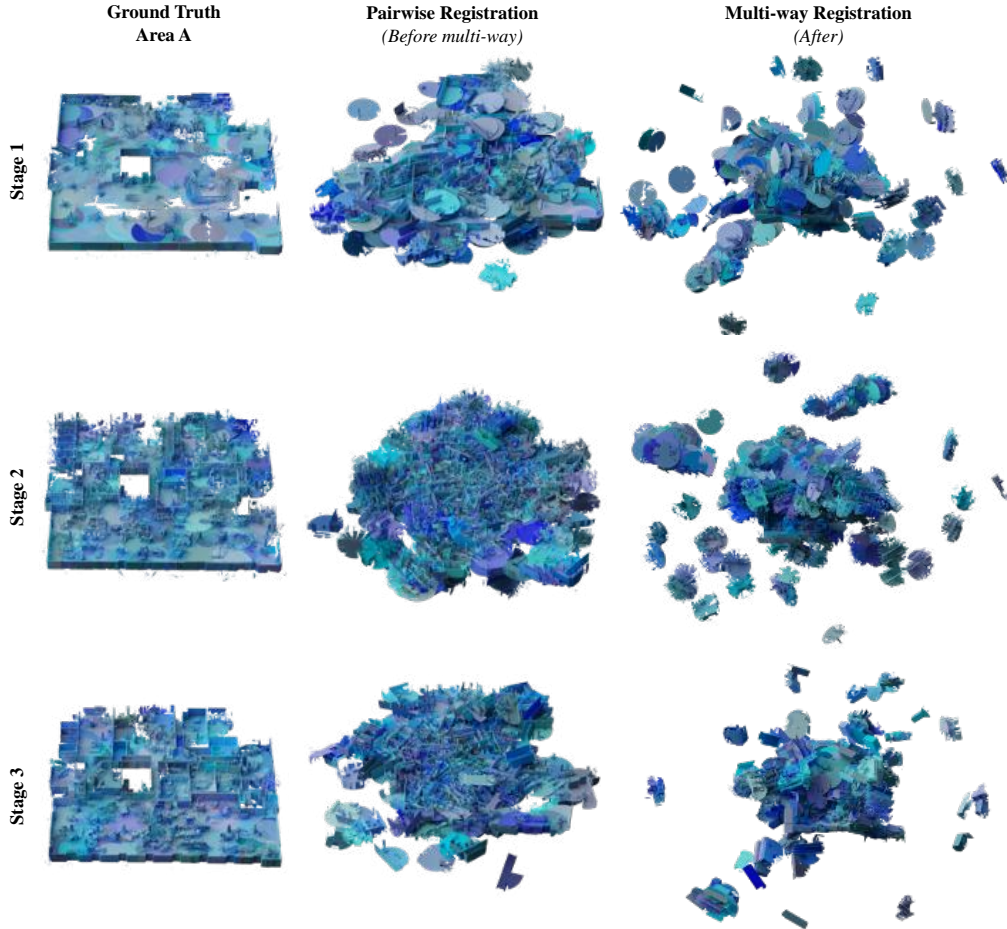 Ground Truth
Area A
Pairwise Registration
(Before multi-way)
Multi-way Registration
(After)
Stage 1
Stage 2
Stage 3